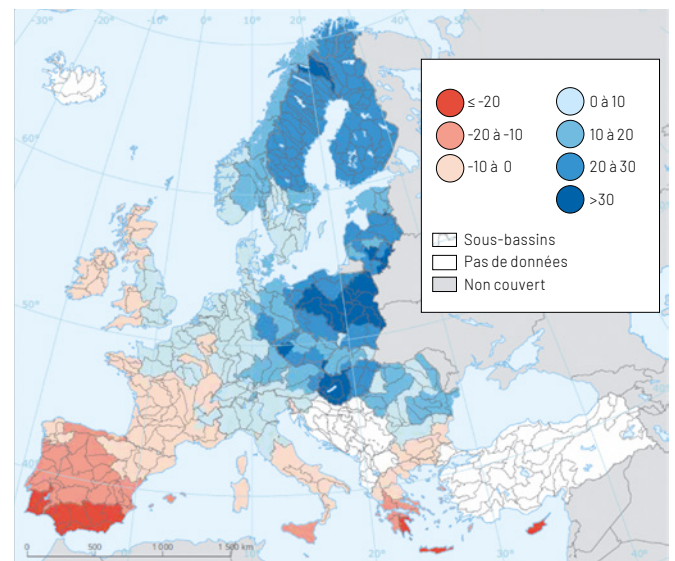 -30° -20° -10° 0° 10° 20° 30° 40° 50°
60°
50°
40°
≤ -20
-20 à -10
-10 à 0
0 à 10
10 à 20
20 à 30
>30
Sous-bassins
Pas de données
Non couvert
0 500 1 000 1 500 km
20° 30° 40°